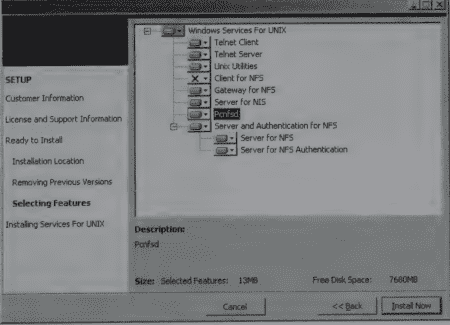 Windows Services For UNIX
Telnet Client
Telnet Server
Unix Utilities
Client for NFS
Gateway for NFS
Server for NIS
Pcnfsd
Server and Authentication for NFS
Server for NFS
Server for NFS Authentication
SETUP
Customer Information
License and Support Information
Ready to Install
Installation Location
Removing Previous Versions
Selecting Features
Installing Services For UNIX
Description:
Pcnfsd
Size: Selected Features: 13MB Free Disk Space: 7680MB
Cancel << Back Install Now